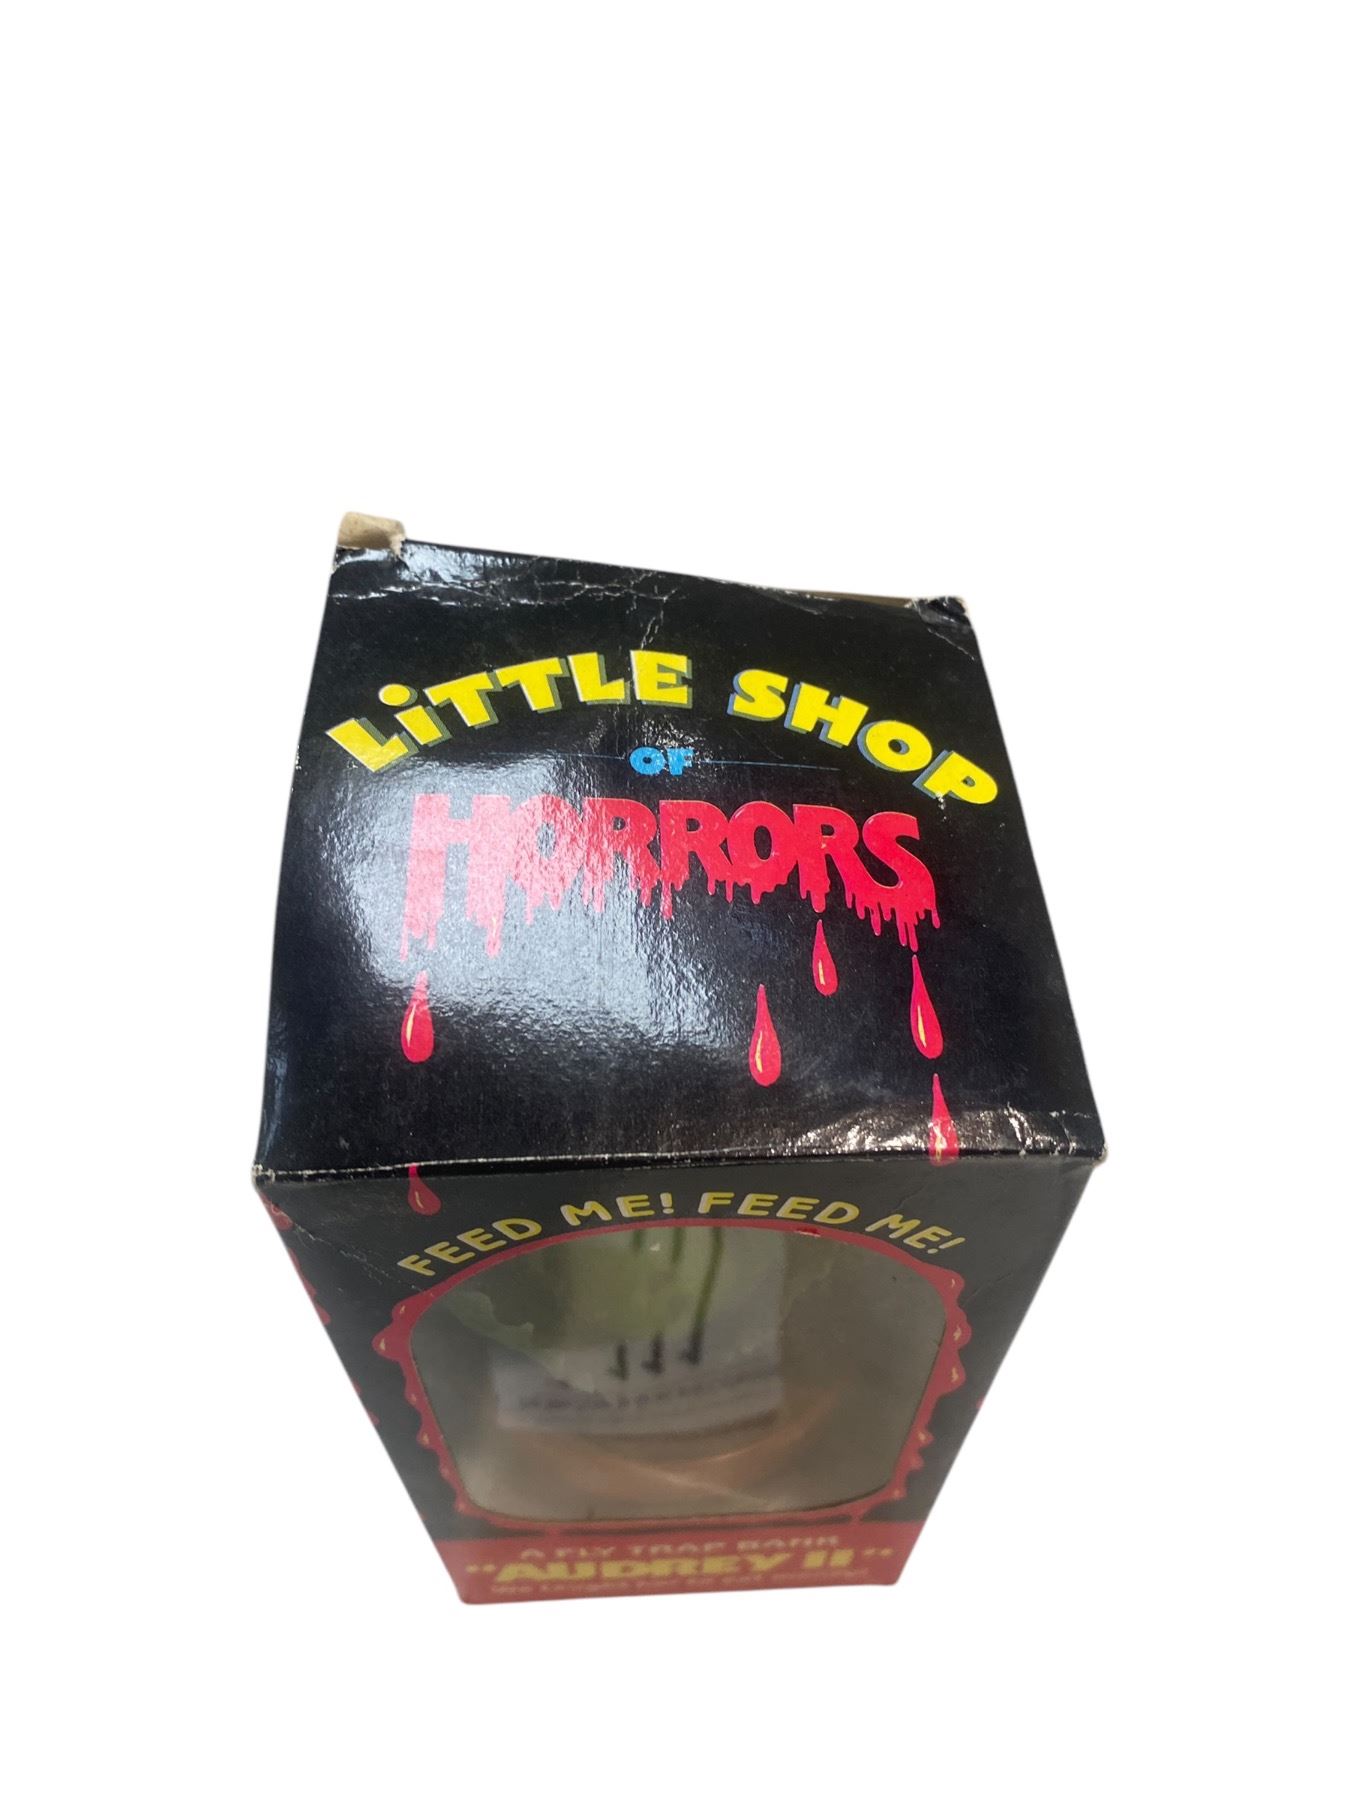 LiTTLE SHOP
OF
HORRORS
FEED ME! FEED ME!
A FLY TRAP BANK
"AUDREY II"